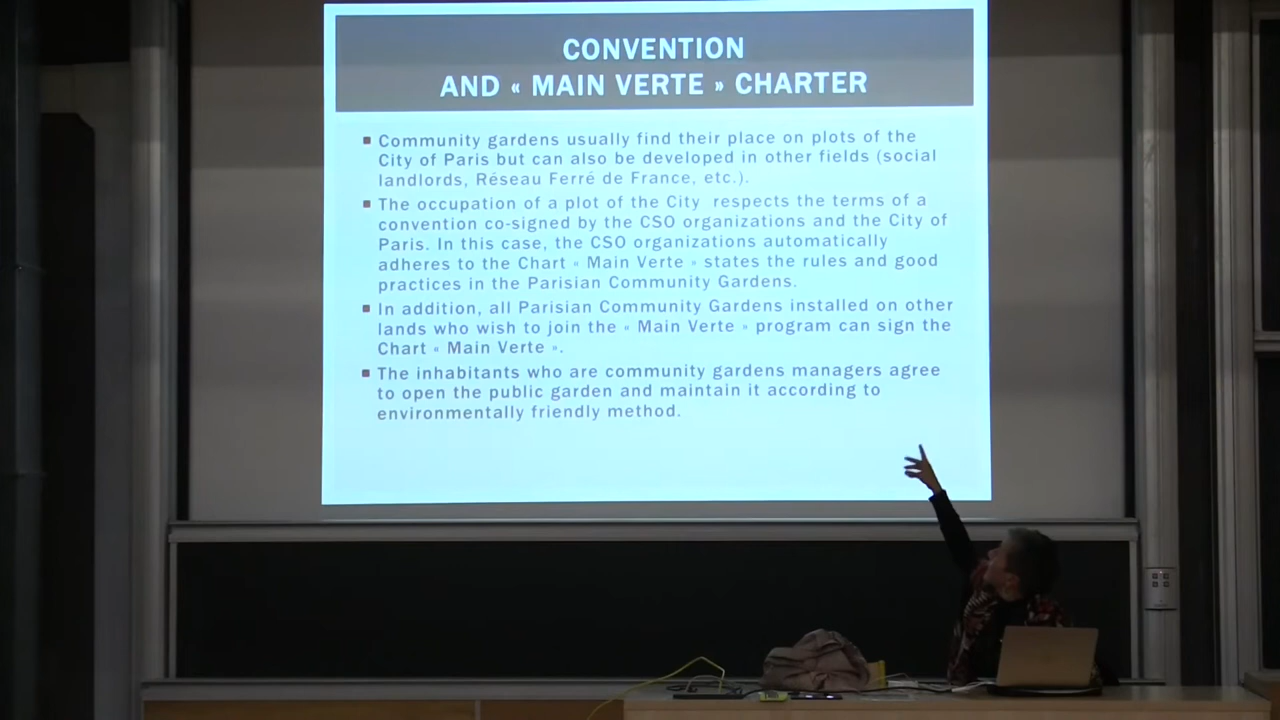 CONVENTION
AND « MAIN VERTE » CHARTER
Community gardens usually find their place on plots of the
City of Paris but can also be developed in other fields (social
landlords, Réseau Ferré de France, etc.).
The occupation of a plot of the City respects the terms of a
convention co-signed by the CSO organizations and the City of
Paris. In this case, the CSO organizations automatically
adheres to the Chart « Main Verte » states the rules and good
practices in the Parisian Community Gardens.
In addition, all Parisian Community Gardens installed on other
lands who wish to join the « Main Verte » program can sign the
Chart « Main Verte ».
The inhabitants who are community gardens managers agree
to open the public garden and maintain it according to
environmentally friendly method.